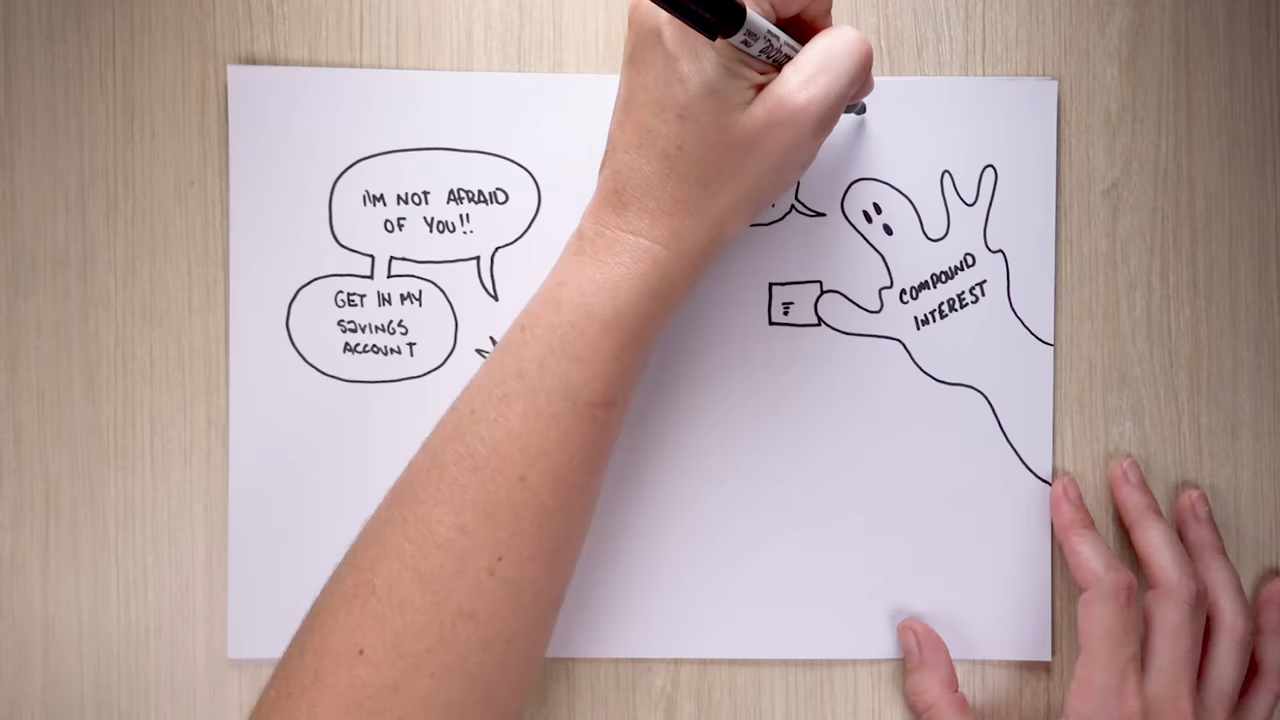 I'M NOT AFRAID
OF YOU!!
GET IN MY
SAVINGS
ACCOUNT
COMPOUND
INTEREST